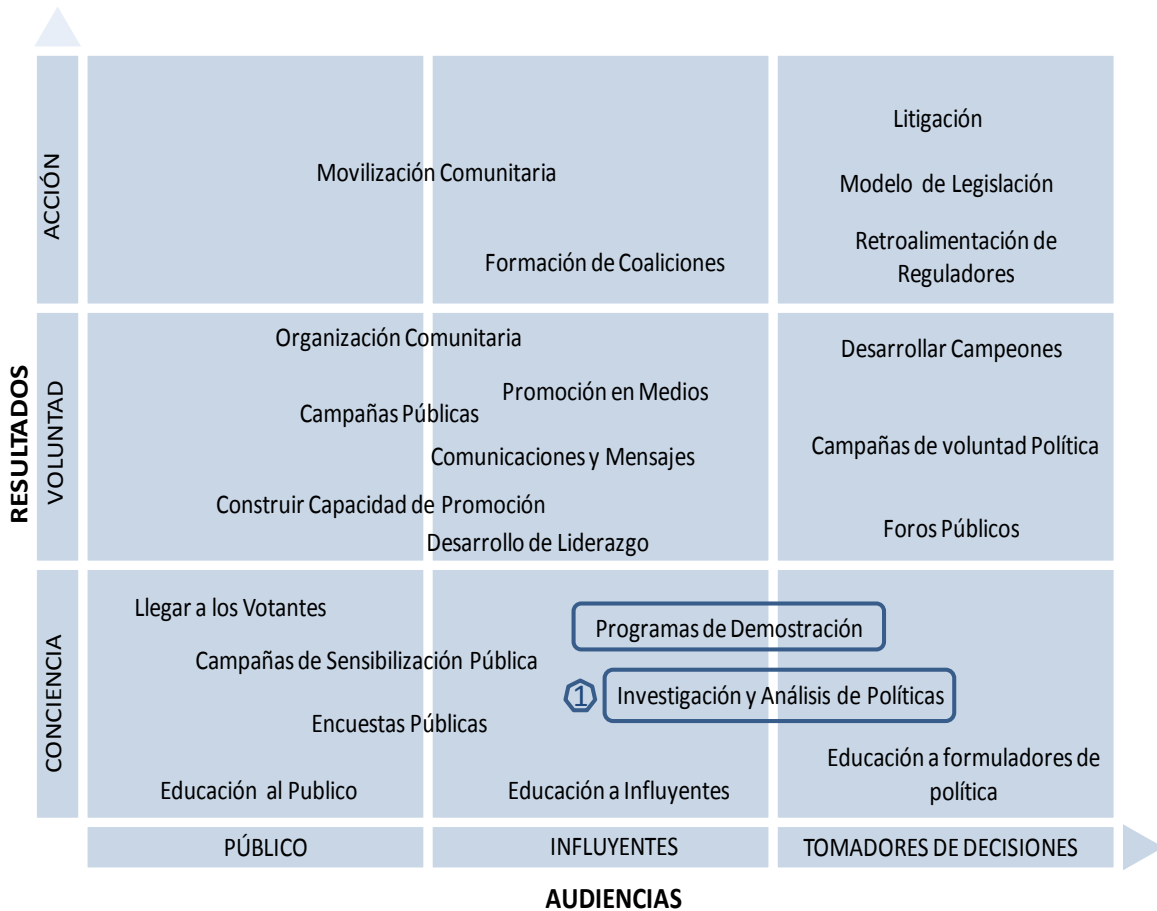 RESULTADOS
ACCIÓN
Litigación
Movilización Comunitaria
Modelo de Legislación
Formación de Coaliciones
Retroalimentación de
Reguladores
VOLUNTAD
Organización Comunitaria
Desarrollar Campeones
Promoción en Medios
Campañas Públicas
Comunicaciones y Mensajes
Campañas de voluntad Política
Construir Capacidad de Promoción
Desarrollo de Liderazgo
Foros Públicos
CONCIENCIA
Llegar a los Votantes
Programas de Demostración
Campañas de Sensibilización Pública
1
Investigación y Análisis de Políticas
Encuestas Públicas
Educación al Publico
Educación a Influyentes
Educación a formuladores de
política
PÚBLICO
INFLUYENTES
TOMADORES DE DECISIONES
AUDIENCIAS